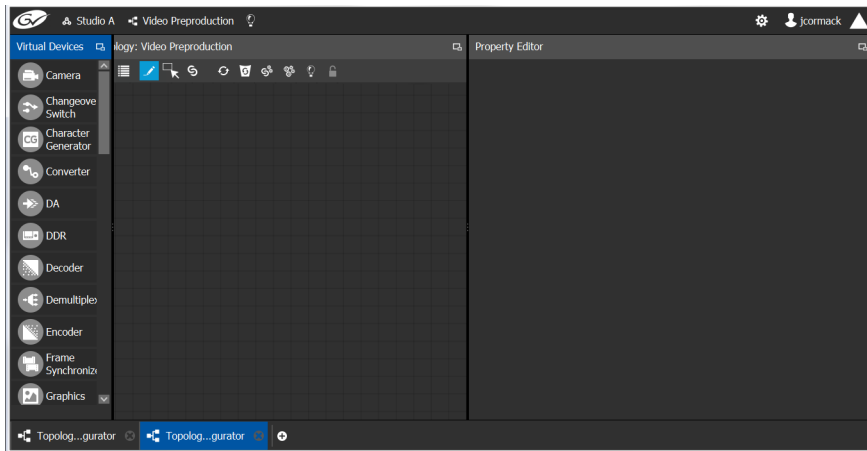 GV Studio A Video Preproduction jcormack
Virtual Devices
ology: Video Preproduction
Property Editor
Camera
Changeove
Switch
CG
Character
Generator
Converter
DA
DDR
Decoder
Demultiplex
Encoder
Frame
Synchroniz
Graphics
Topolog...gurator
Topolog...gurator